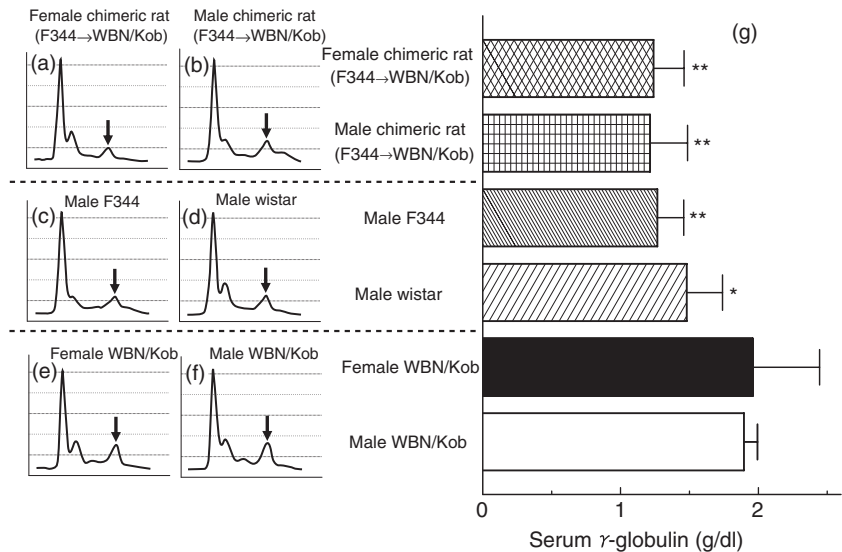 Female chimeric rat
(F344→WBN/Kob)
Male chimeric rat
(F344→WBN/Kob)
(a)
(b)
Male F344
Male wistar
(c)
(d)
Female WBN/Kob
Male WBN/Kob
(e)
(f)
(g)
Female chimeric rat
(F344→WBN/Kob)
**
Male chimeric rat
(F344→WBN/Kob)
**
Male F344
**
Male wistar
*
Female WBN/Kob
Male WBN/Kob
0 1 2
Serum γ-globulin (g/dl)